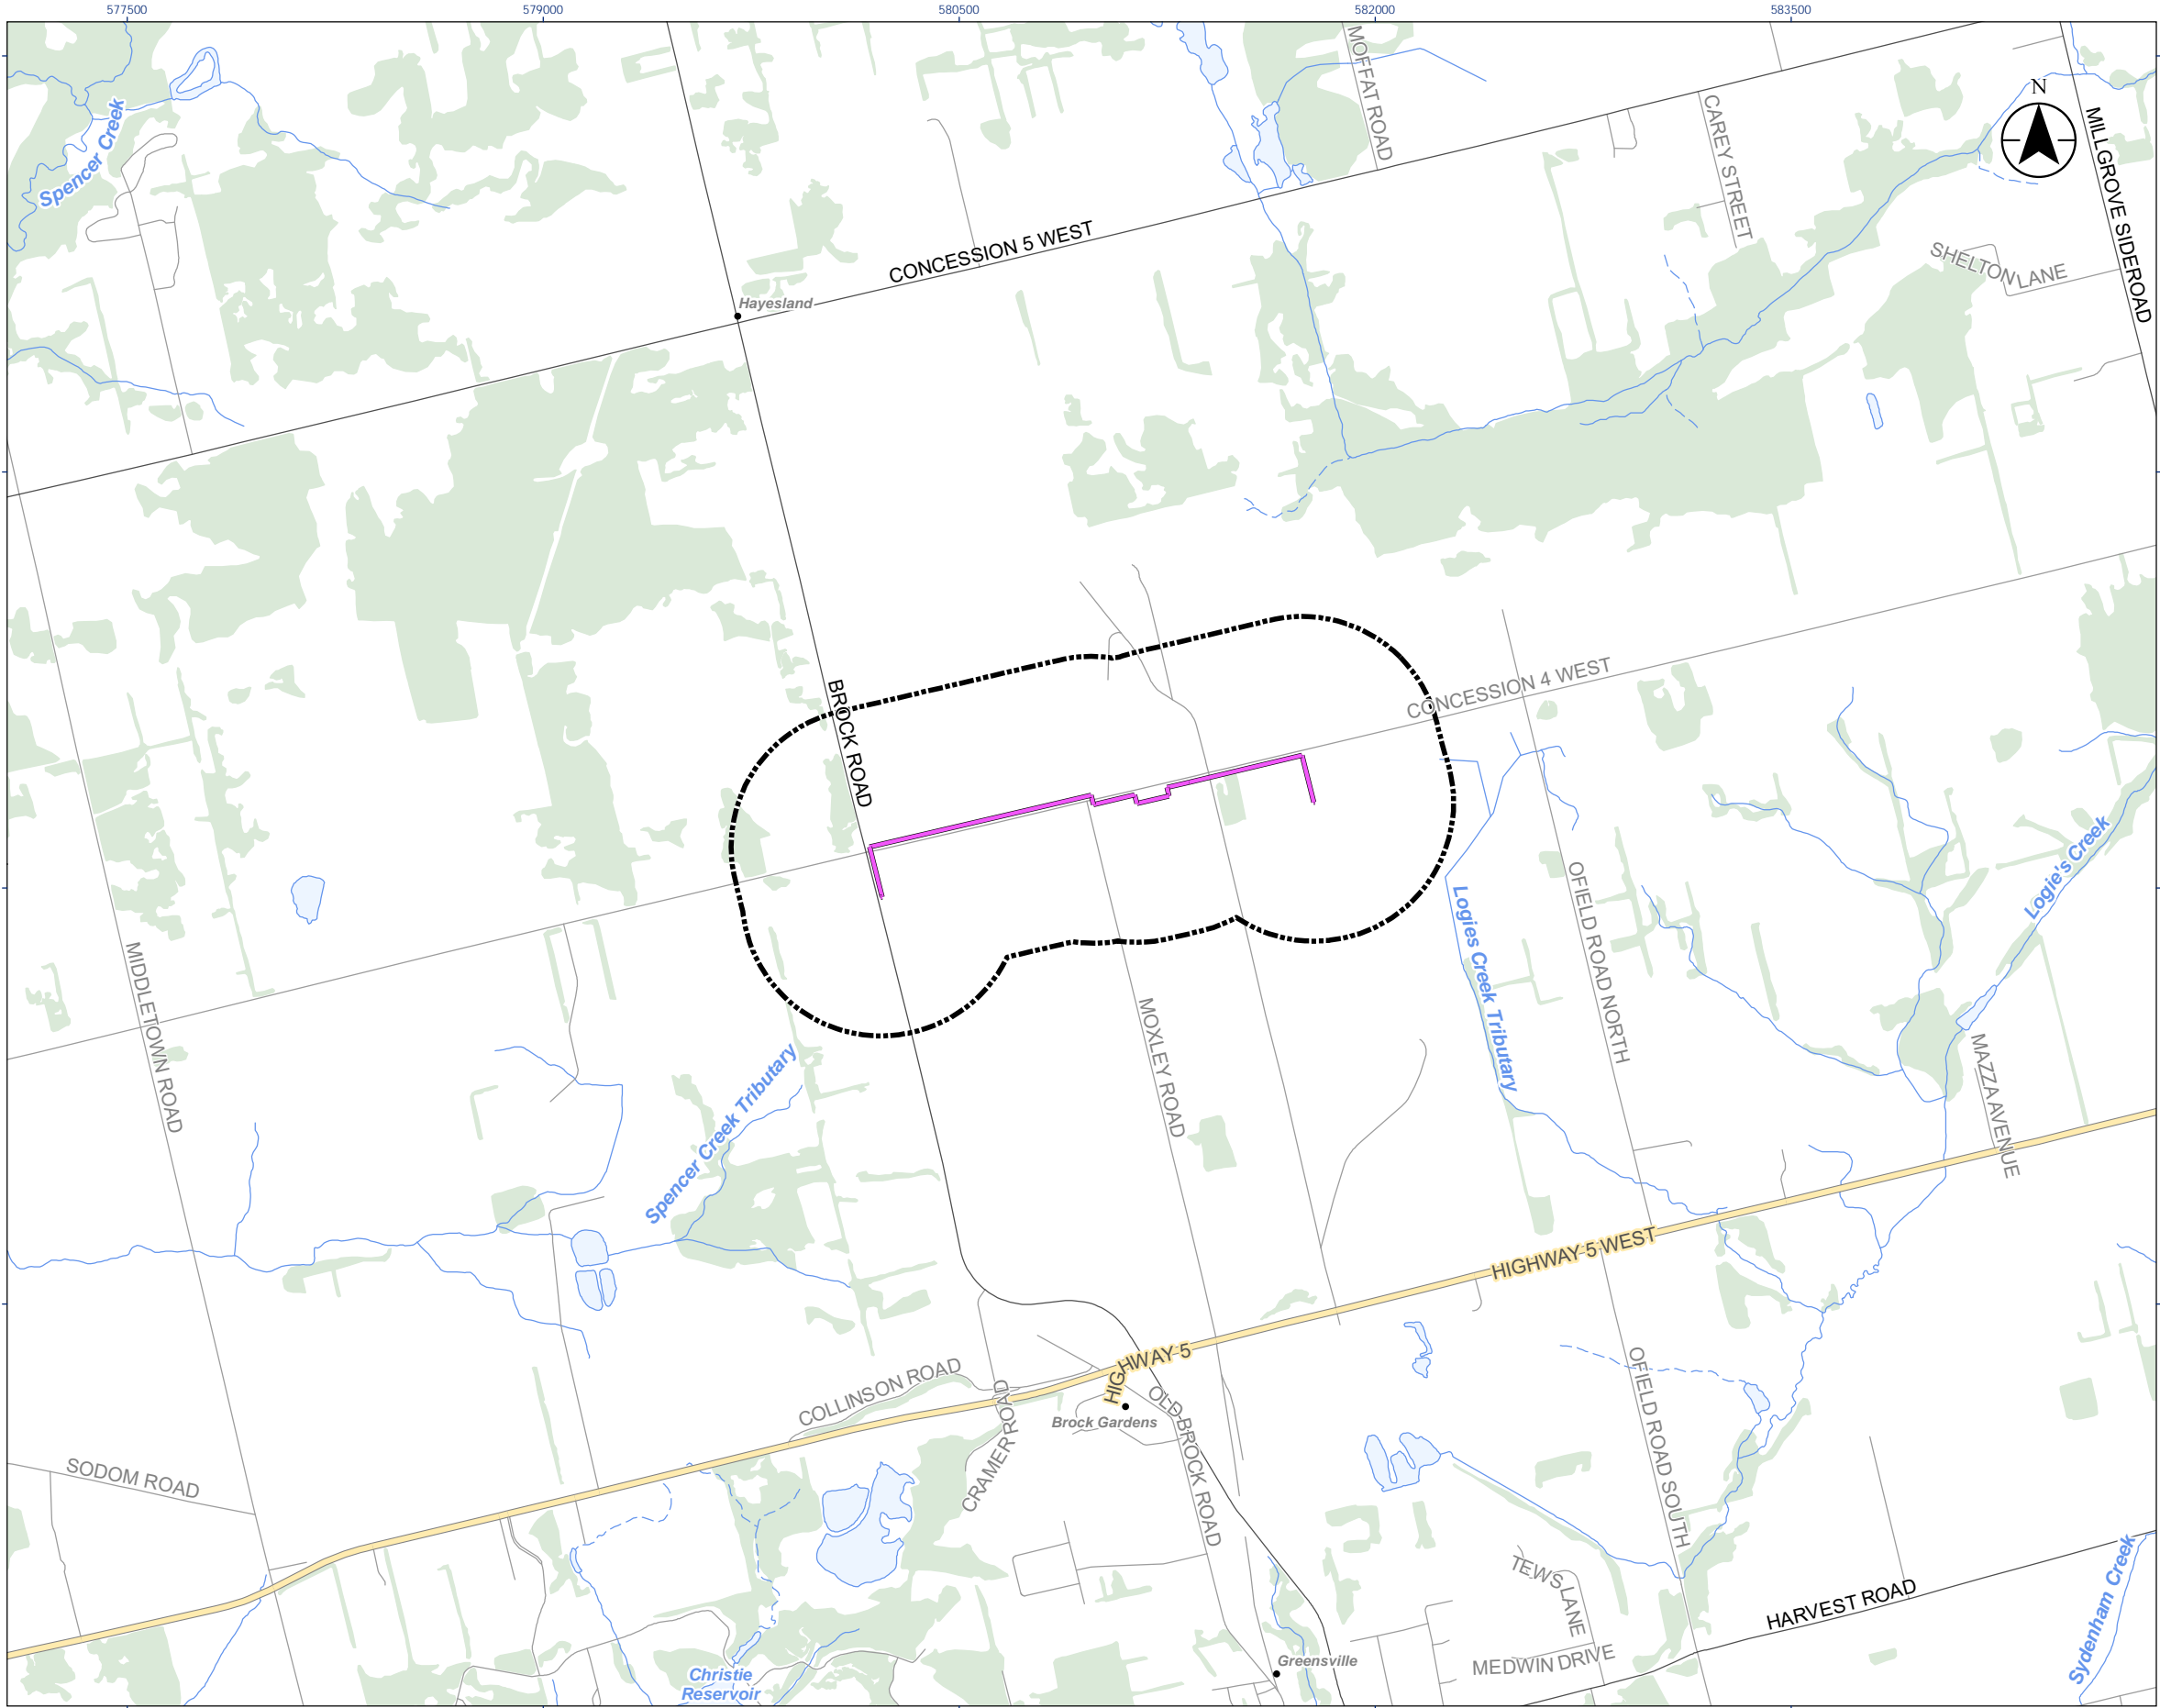 577500
579000
580500
582000
583500
MOFFAT ROAD
N
Spencer Creek
CAREY STREET
MILLGROVE SIDEROAD
CONCESSION 5 WEST
SHELTON LANE
Hayesland
CONCESSION 4 WEST
BROCK ROAD
Logie's Creek
OFIELD ROAD NORTH
Logies Creek Tributary
MIDDLETOWN ROAD
MOXLEY ROAD
MAZZA AVENUE
Spencer Creek Tributary
HIGHWAY 5 WEST
HIGHWAY 5
COLLINSON ROAD
CRAMER ROAD
Brock Gardens
OLD BROCK ROAD
OFIELD ROAD SOUTH
SODOM ROAD
TEWS LANE
HARVEST ROAD
Sydenham Creek
MEDWIN DRIVE
Greensville
Christie
Reservoir